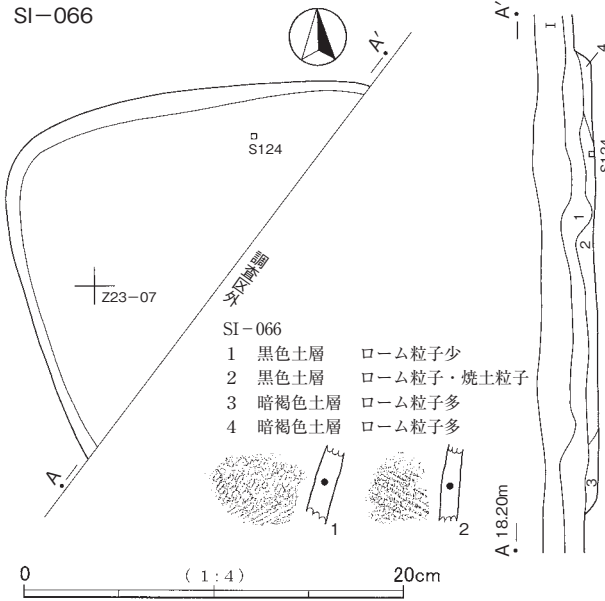 SI-066
A'
S124
Z23-07
調査区外
A
SI-066
1 黒色土層 ローム粒子少
2 黒色土層 ローム粒子・焼土粒子
3 暗褐色土層 ローム粒子多
4 暗褐色土層 ローム粒子多
1
2
0 (1:4) 20cm
A'
I
4
S124
1
2
3
A 18.20m